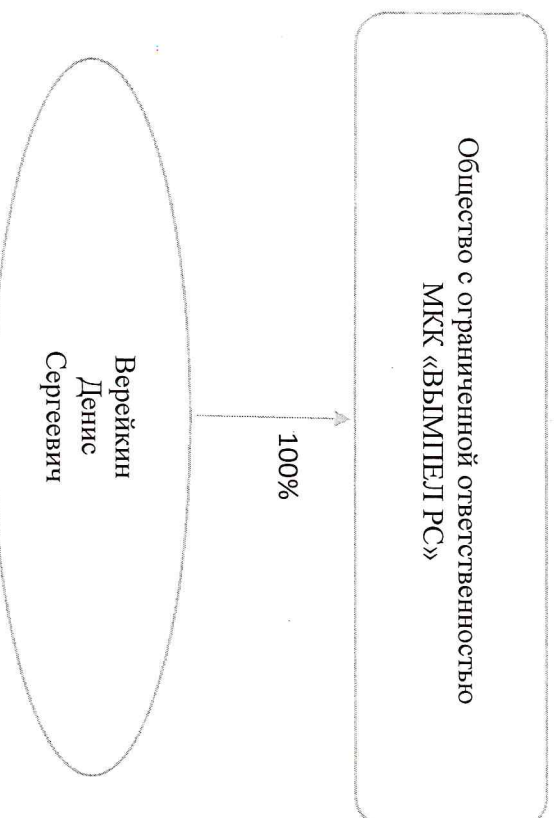 Общество с ограниченной ответственностью
МКК «ВЫМПЕЛ РС»
100%
Верейкин
Денис
Сергеевич